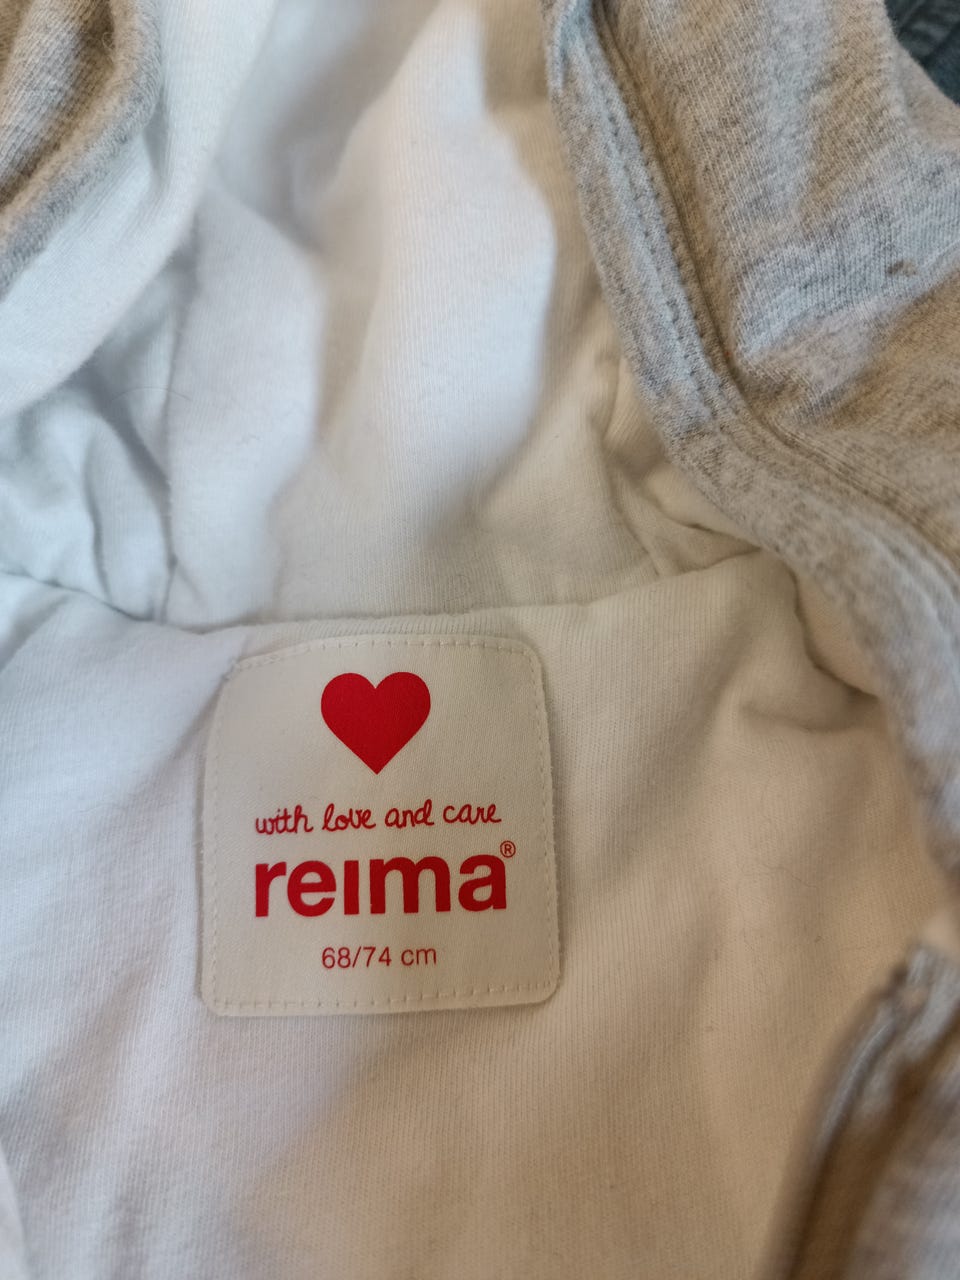 with love and care
reima®
68/74 cm